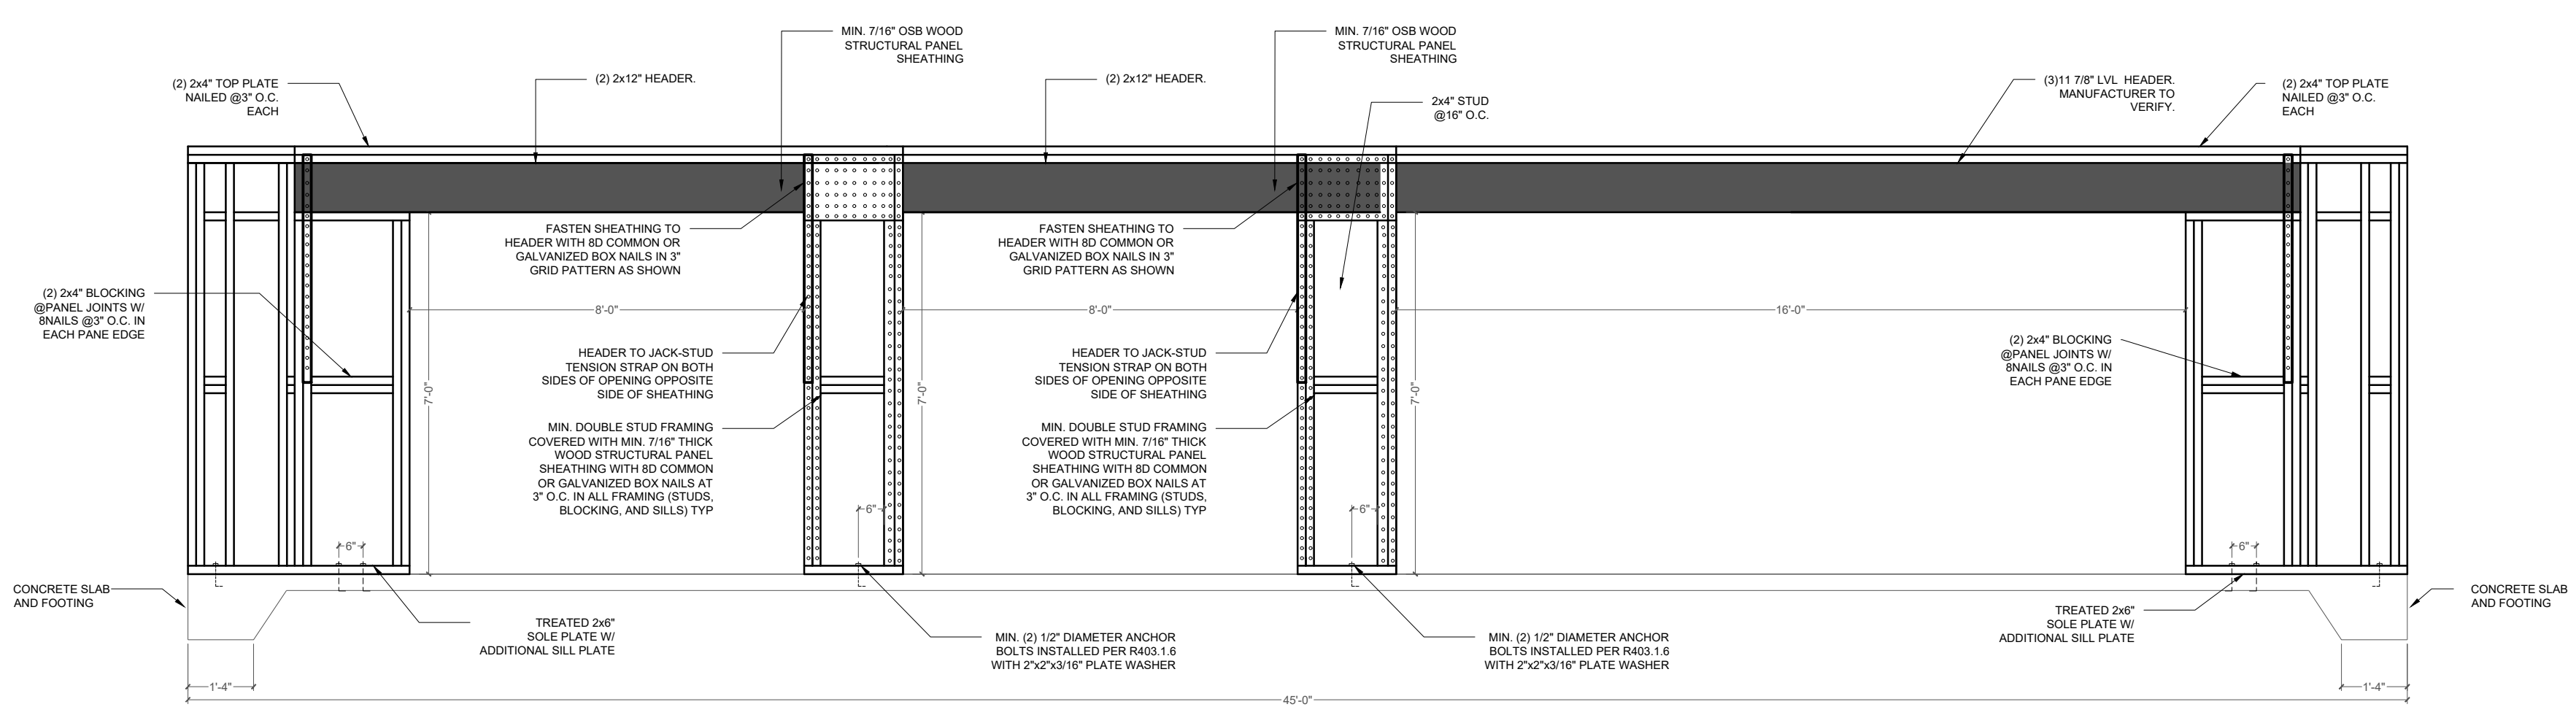 MIN. 7/16" OSB WOOD
STRUCTURAL PANEL
SHEATHING
MIN. 7/16" OSB WOOD
STRUCTURAL PANEL
SHEATHING
(2) 2x4" TOP PLATE
NAILED @3" O.C.
EACH
(2) 2x12" HEADER.
(2) 2x12" HEADER.
2x4" STUD
@16" O.C.
(3)11 7/8" LVL HEADER.
MANUFACTURER TO
VERIFY.
(2) 2x4" TOP PLATE
NAILED @3" O.C.
EACH
FASTEN SHEATHING TO
HEADER WITH 8D COMMON OR
GALVANIZED BOX NAILS IN 3"
GRID PATTERN AS SHOWN
FASTEN SHEATHING TO
HEADER WITH 8D COMMON OR
GALVANIZED BOX NAILS IN 3"
GRID PATTERN AS SHOWN
(2) 2x4" BLOCKING
@PANEL JOINTS W/
8NAILS @3" O.C. IN
EACH PANE EDGE
8'-0"
8'-0"
16'-0"
HEADER TO JACK-STUD
TENSION STRAP ON BOTH
SIDES OF OPENING OPPOSITE
SIDE OF SHEATHING
HEADER TO JACK-STUD
TENSION STRAP ON BOTH
SIDES OF OPENING OPPOSITE
SIDE OF SHEATHING
(2) 2x4" BLOCKING
@PANEL JOINTS W/
8NAILS @3" O.C. IN
EACH PANE EDGE
7'-0"
7'-0"
7'-0"
MIN. DOUBLE STUD FRAMING
COVERED WITH MIN. 7/16" THICK
WOOD STRUCTURAL PANEL
SHEATHING WITH 8D COMMON
OR GALVANIZED BOX NAILS AT
3" O.C. IN ALL FRAMING (STUDS,
BLOCKING, AND SILLS) TYP
MIN. DOUBLE STUD FRAMING
COVERED WITH MIN. 7/16" THICK
WOOD STRUCTURAL PANEL
SHEATHING WITH 8D COMMON
OR GALVANIZED BOX NAILS AT
3" O.C. IN ALL FRAMING (STUDS,
BLOCKING, AND SILLS) TYP
6"
6"
6"
6"
CONCRETE SLAB
AND FOOTING
CONCRETE SLAB
AND FOOTING
TREATED 2x6"
SOLE PLATE W/
ADDITIONAL SILL PLATE
MIN. (2) 1/2" DIAMETER ANCHOR
BOLTS INSTALLED PER R403.1.6
WITH 2"x2"x3/16" PLATE WASHER
MIN. (2) 1/2" DIAMETER ANCHOR
BOLTS INSTALLED PER R403.1.6
WITH 2"x2"x3/16" PLATE WASHER
TREATED 2x6"
SOLE PLATE W/
ADDITIONAL SILL PLATE
1'-4"
1'-4"
45'-0"